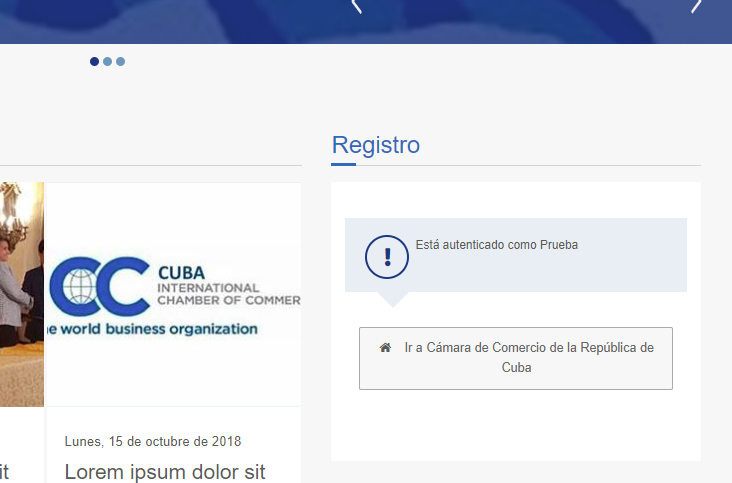 Registro
Está autenticado como Prueba
Ir a Cámara de Comercio de la República de
Cuba
CC CUBA
INTERNATIONAL
CHAMBER OF COMMER
e world business organization
Lunes, 15 de octubre de 2018
it
Lorem ipsum dolor sit